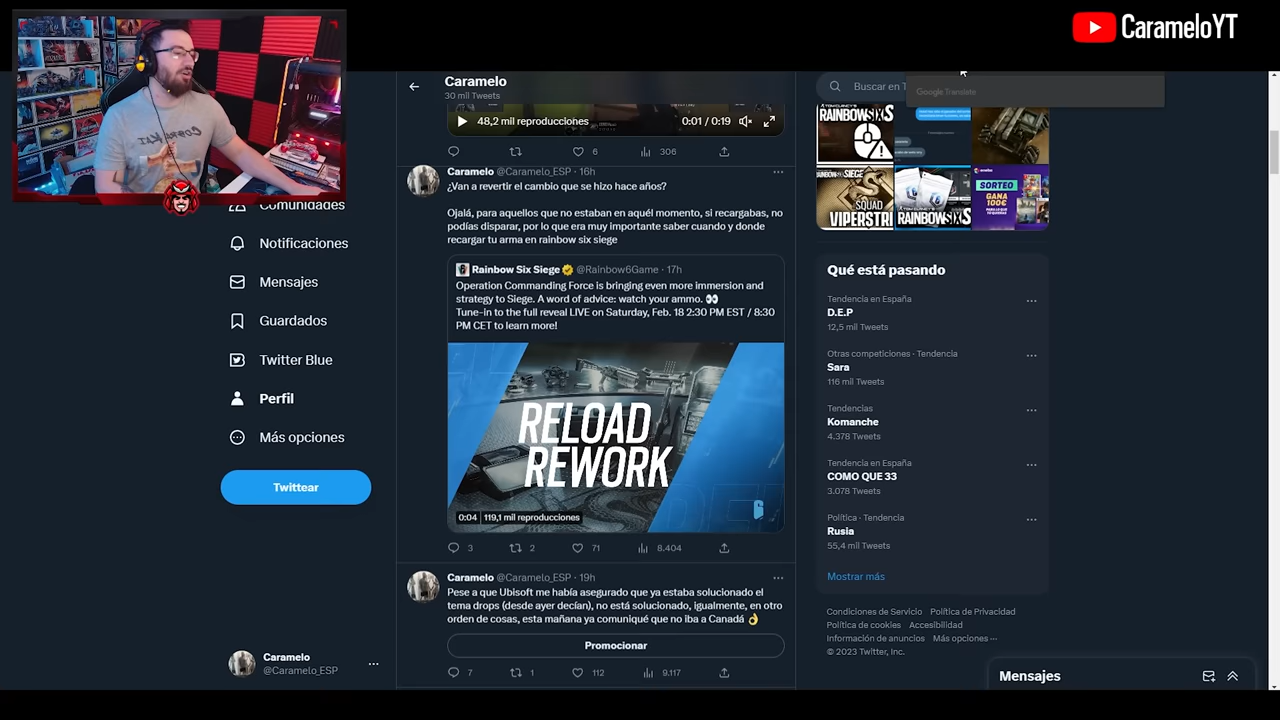 CarameloYT
Caramelo
30 mil Tweets
48,2 mil reproducciones
0:01 / 0:19
6
306
Caramelo @Caramelo_ESP · 16h
¿Van a revertir el cambio que se hizo hace años?
Ojalá, para aquellos que no estaban en aquél momento, si recargabas, no
podías disparar, por lo que era muy importante saber cuando y donde
recargar tu arma en rainbow six siege
Rainbow Six Siege @Rainbow6Game · 17h
Operation Commanding Force is bringing even more immersion and
strategy to Siege. A word of advice: watch your ammo. 👀
Tune-in to the full reveal LIVE on Saturday, Feb. 18 2:30 PM EST / 8:30
PM CET to learn more!
RELOAD
REWORK
0:04
119,1 mil reproducciones
3
2
71
8.404
Caramelo @Caramelo_ESP · 19h
Pese a que Ubisoft me había asegurado que ya estaba solucionado el
tema drops (desde ayer decían), no está solucionado, igualmente, en otro
orden de cosas, esta mañana ya comuniqué que no iba a Canadá 👌
Promocionar
7
1
112
9.117
Comunidades
Notificaciones
Mensajes
Guardados
Twitter Blue
Perfil
Más opciones
Twittear
Caramelo
@Caramelo_ESP
Buscar en T
Google Translate
RAINBOWSIX
SIEGE
SQUAD
VIPERSTRI
RAINBOWSIXS
SORTEO
GANA
100€
Qué está pasando
Tendencia en España
D.E.P
12,5 mil Tweets
Otras competiciones · Tendencia
Sara
116 mil Tweets
Tendencias
Komanche
4.378 Tweets
Tendencia en España
COMO QUE 33
3.078 Tweets
Política · Tendencia
Rusia
55,4 mil Tweets
Mostrar más
Condiciones de Servicio Política de Privacidad
Política de cookies Accesibilidad
Información de anuncios Más opciones ···
© 2023 Twitter, Inc.
Mensajes